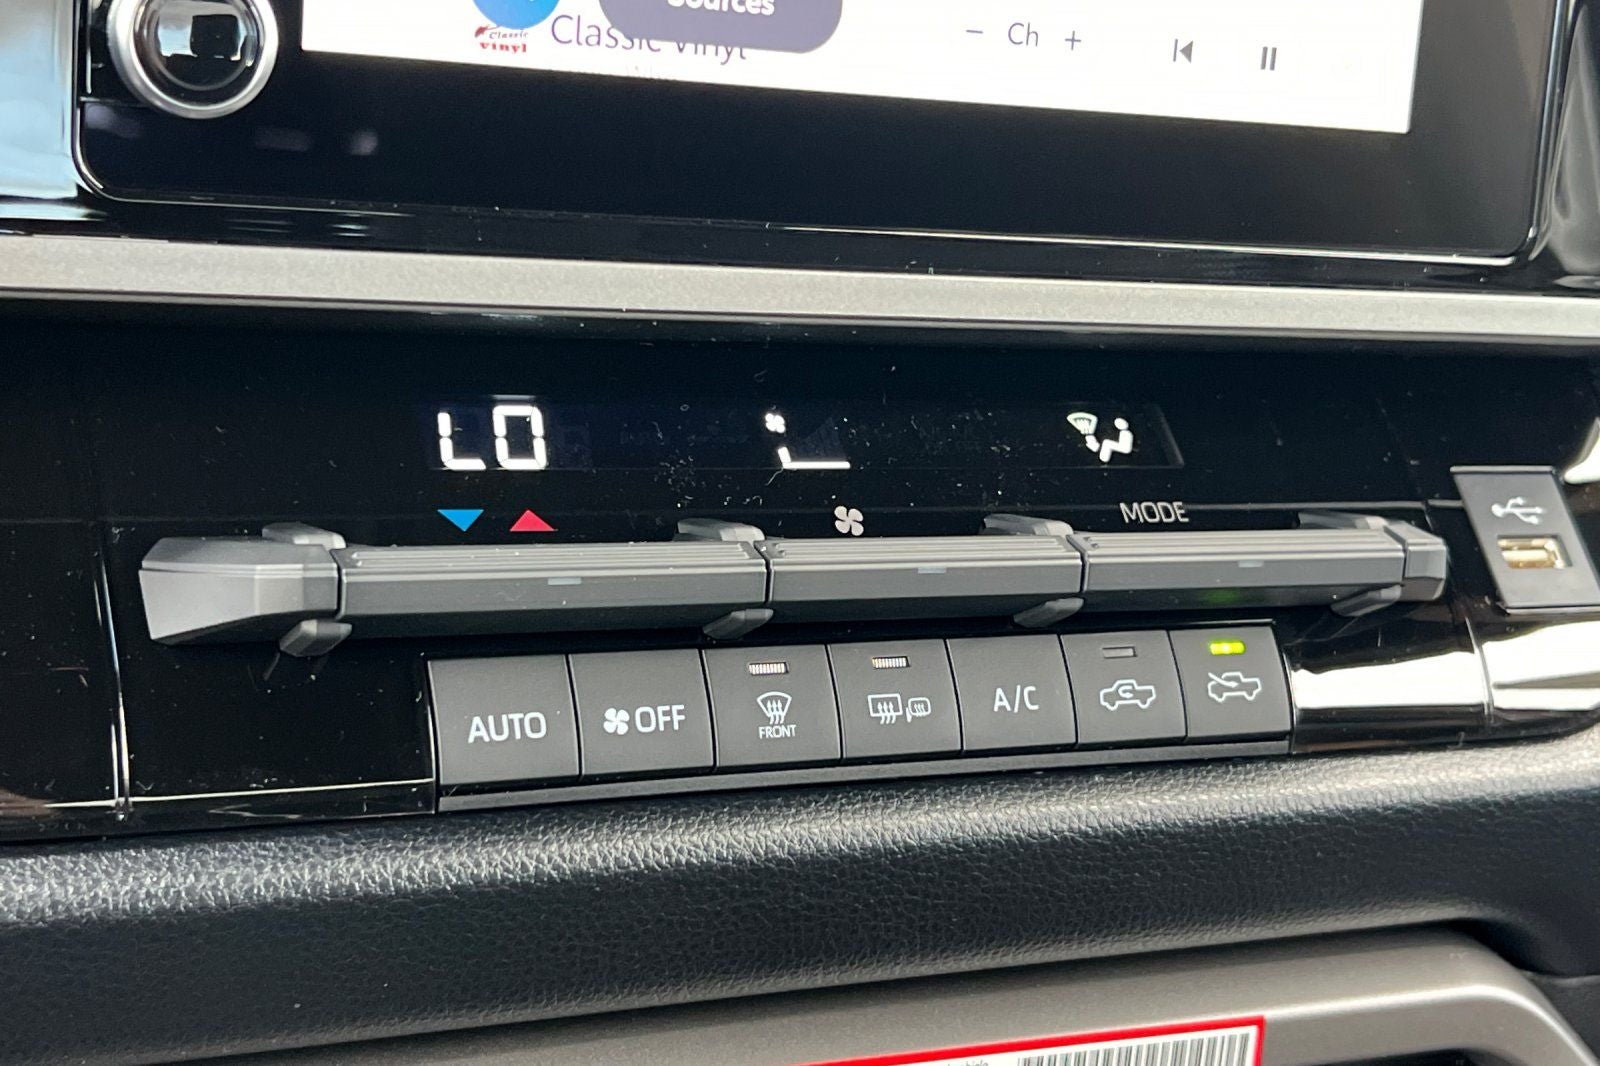 Sources
Classic
vinyl
Classic Vinyl
− Ch +
LO
MODE
AUTO
OFF
FRONT
A/C